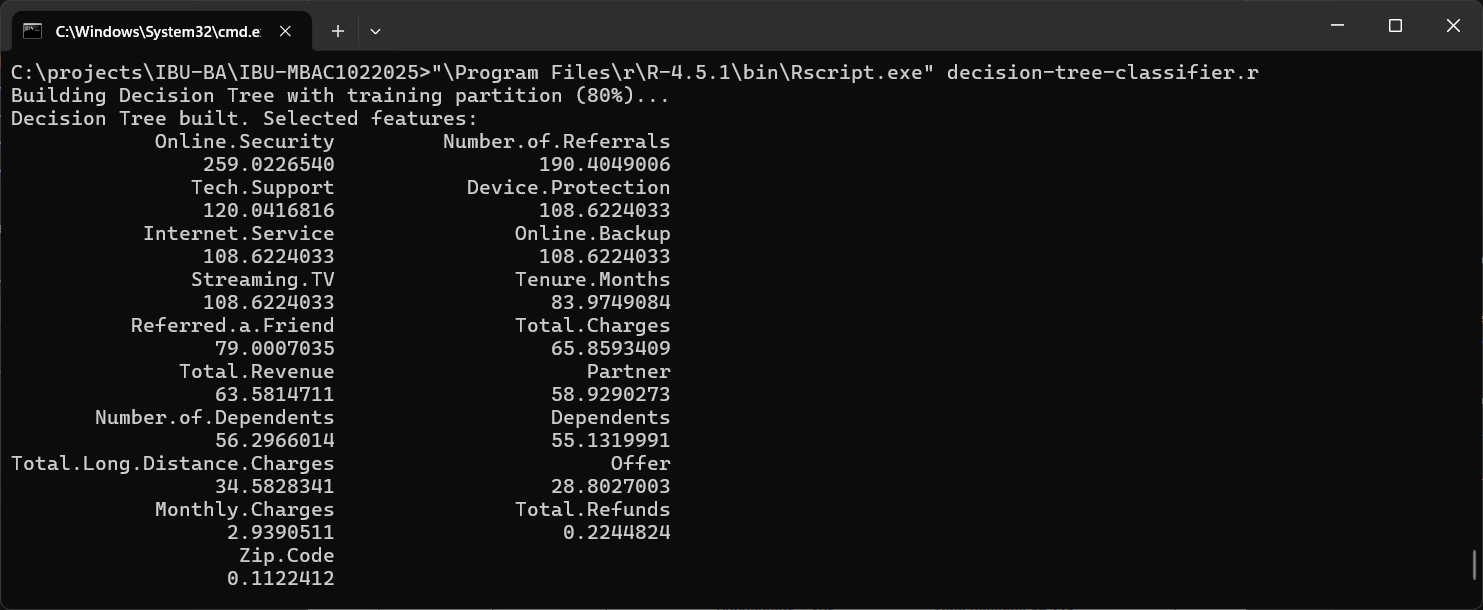 C:\Windows\System32\cmd.e
C:\projects\IBU-BA\IBU-MBAC1022025>"\Program Files\r\R-4.5.1\bin\Rscript.exe" decision-tree-classifier.r
Building Decision Tree with training partition (80%)...
Decision Tree built. Selected features:
Online.Security Number.of.Referrals
259.0226540 190.4049006
Tech.Support Device.Protection
120.0416816 108.6224033
Internet.Service Online.Backup
108.6224033 108.6224033
Streaming.TV Tenure.Months
108.6224033 83.9749084
Referred.a.Friend Total.Charges
79.0007035 65.8593409
Total.Revenue Partner
63.5814711 58.9290273
Number.of.Dependents Dependents
56.2966014 55.1319991
Total.Long.Distance.Charges Offer
34.5828341 28.8027003
Monthly.Charges Total.Refunds
2.9390511 0.2244824
Zip.Code
0.1122412